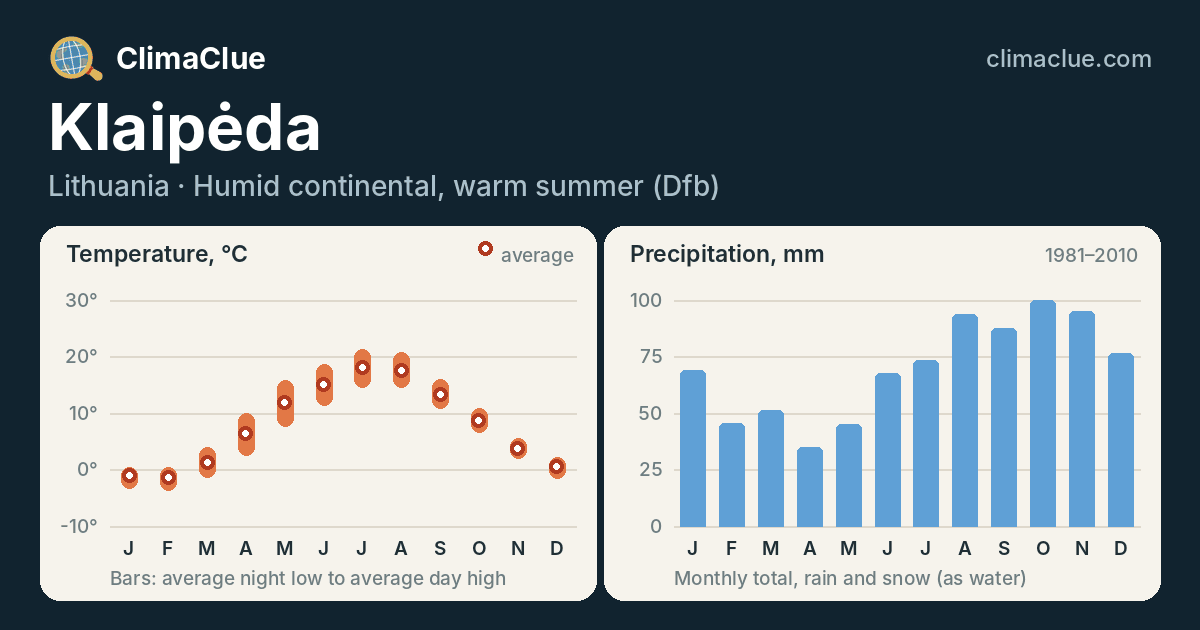 ClimaClue
climaclue.com
Klaipėda
Lithuania · Humid continental, warm summer (Dfb)
Temperature, °C
average
30°
20°
10°
0°
-10°
J F M A M J J A S O N D
Bars: average night low to average day high
Precipitation, mm
1981–2010
100
75
50
25
0
J F M A M J J A S O N D
Monthly total, rain and snow (as water)